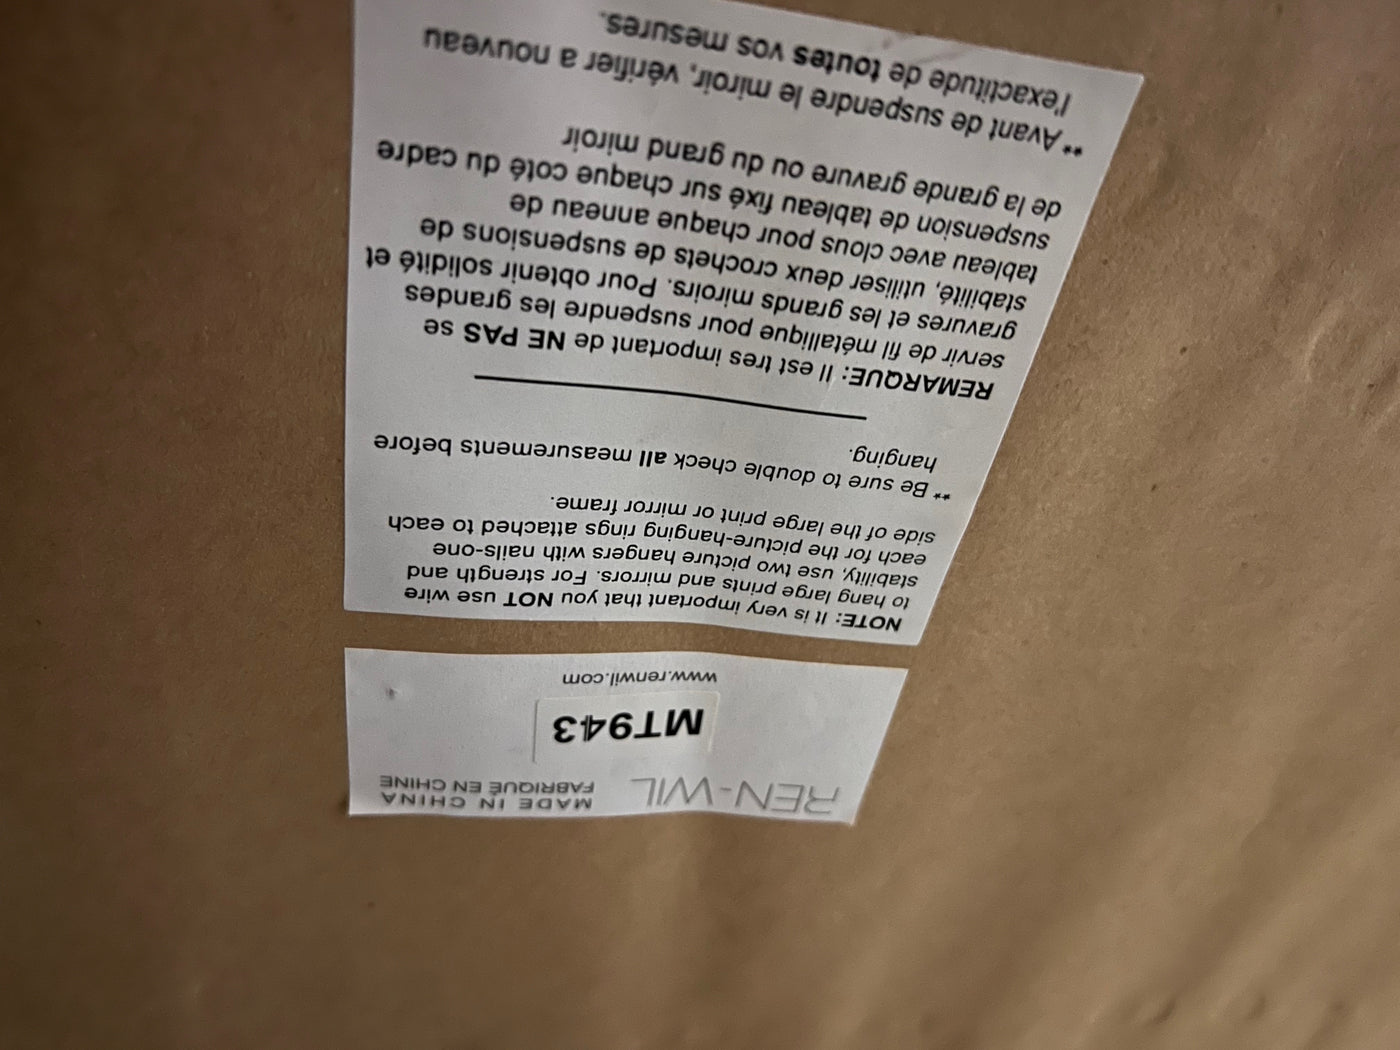 REN-WIL
MADE IN CHINA
FABRIQUÉ EN CHINE
MT943
www.renwil.com
NOTE: It is very important that you NOT use wire
to hang large prints and mirrors. For strength and
stability, use two picture hangers with nails-one
each for the picture-hanging rings attached to each
side of the large print or mirror frame.
** Be sure to double check all measurements before
hanging.
REMARQUE: Il est tres important de NE PAS se
servir de fil métallique pour suspendre les grandes
gravures et les grands miroirs. Pour obtenir solidité et
stabilité, utiliser deux crochets de suspensions de
tableau avec clous pour chaque anneau de
suspension de tableau fixé sur chaque coté du cadre
de la grande gravure ou du grand miroir
** Avant de suspendre le miroir, vérifier a nouveau
l'exactitude de toutes vos mesures.